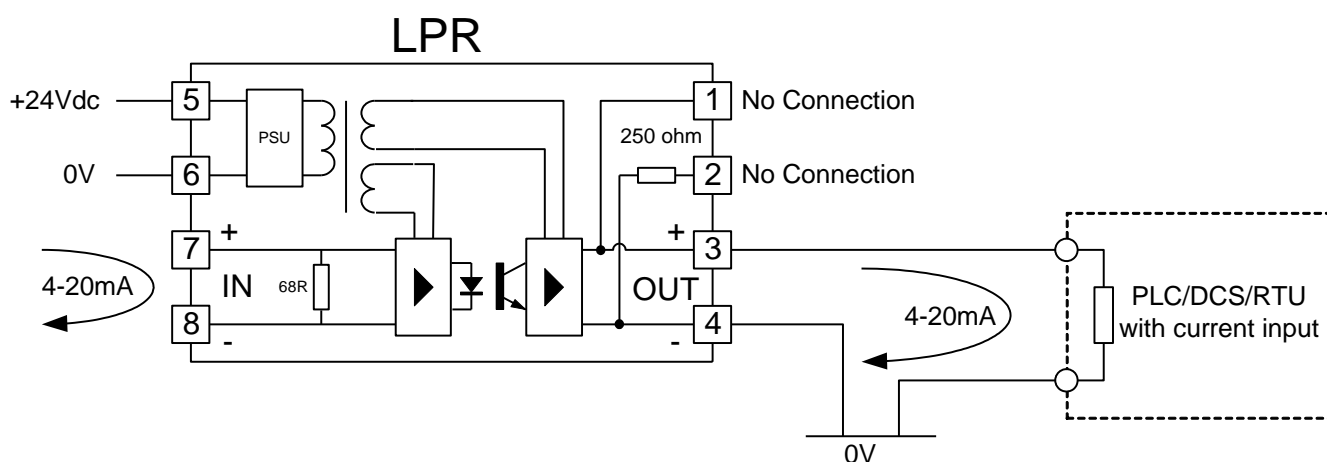 LPR
+24Vdc
5
PSU
1
No Connection
250 ohm
0V
6
2
No Connection
7
+
+
3
4-20mA
IN
68R
OUT
4-20mA
PLC/DCS/RTU
with current input
8
-
-
4
0V